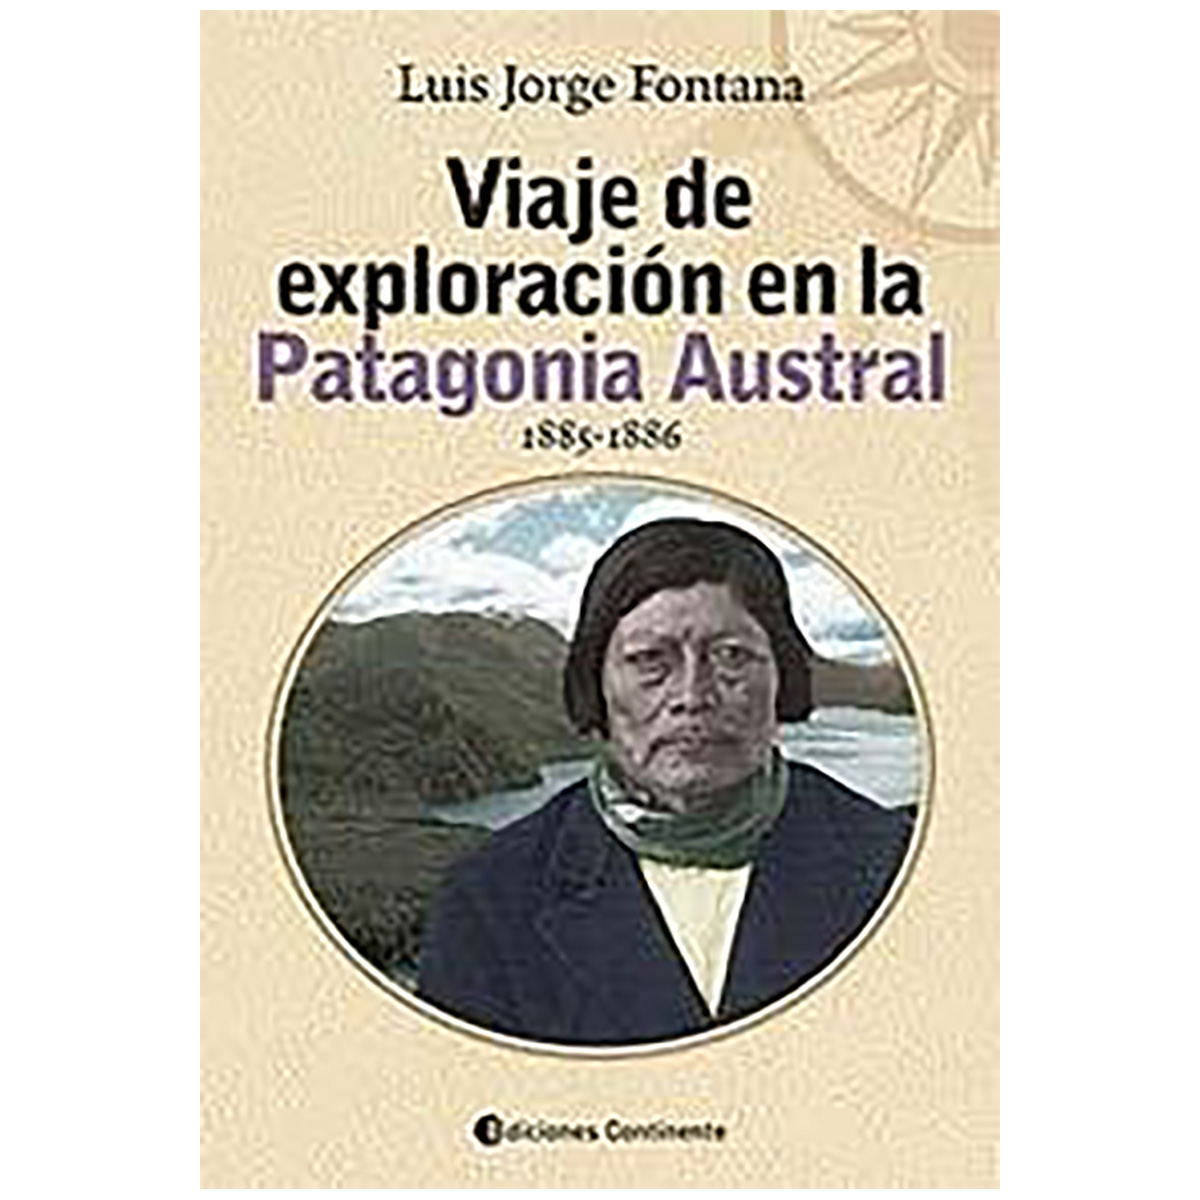 Luis Jorge Fontana
Viaje de
exploración en la
Patagonia Austral
1885-1886
Ediciones Continente